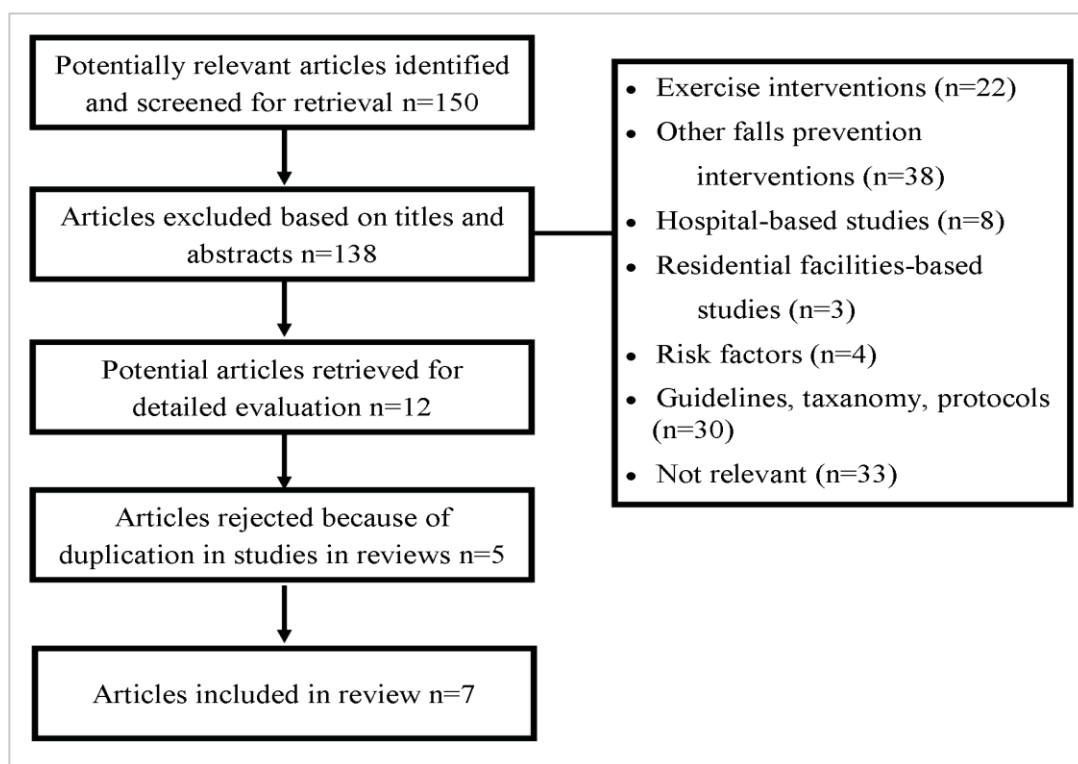 Potentially relevant articles identified
and screened for retrieval n=150
Articles excluded based on titles and
abstracts n=138
Potential articles retrieved for
detailed evaluation n=12
Articles rejected because of
duplication in studies in reviews n=5
Articles included in review n=7
• Exercise interventions (n=22)
• Other falls prevention
interventions (n=38)
• Hospital-based studies (n=8)
• Residential facilities-based
studies (n=3)
• Risk factors (n=4)
• Guidelines, taxanomy, protocols
(n=30)
• Not relevant (n=33)